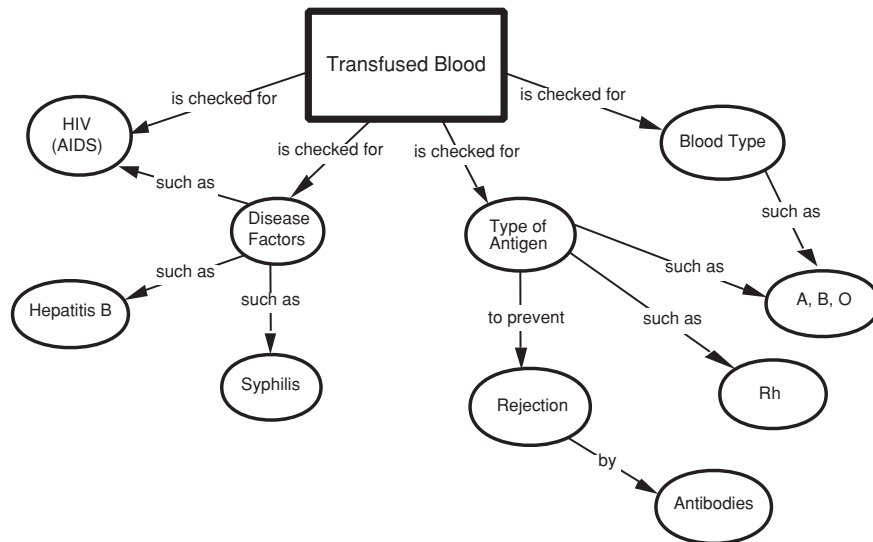 Transfused Blood
is checked for
is checked for
is checked for
is checked for
HIV
(AIDS)
Blood Type
such as
such as
Disease
Factors
Type of
Antigen
such as
such as
such as
Hepatitis B
A, B, O
to prevent
such as
Syphilis
Rejection
Rh
by
Antibodies